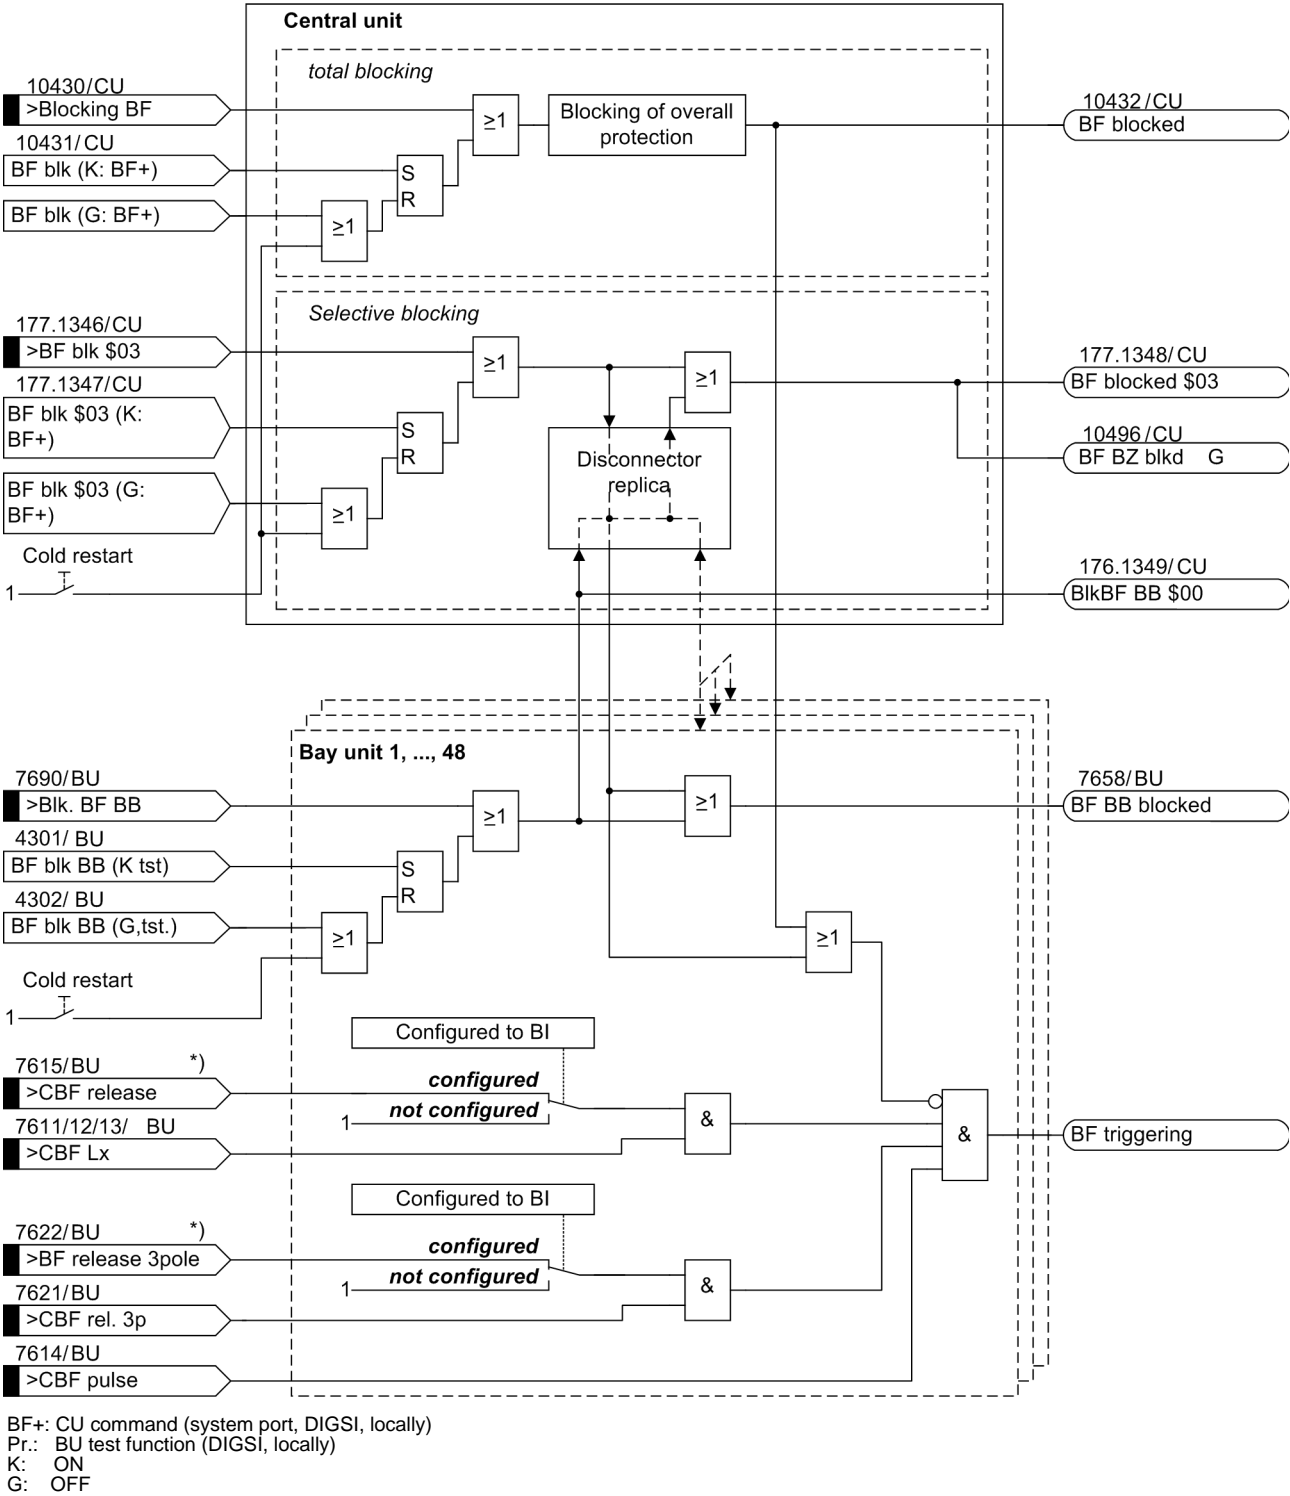 Central unit
total blocking
10430/CU
>Blocking BF
10431/CU
BF blk (K: BF+)
BF blk (G: BF+)
≥1
S
R
≥1
Blocking of overall
protection
10432/CU
BF blocked
Selective blocking
177.1346/CU
>BF blk $03
177.1347/CU
BF blk $03 (K:
BF+)
BF blk $03 (G:
BF+)
≥1
S
R
≥1
≥1
Disconnector
replica
177.1348/CU
BF blocked $03
10496/CU
BF BZ blkd G
Cold restart
1
176.1349/CU
BlkBF BB $00
Bay unit 1, ..., 48
7690/BU
>Blk. BF BB
4301/ BU
BF blk BB (K tst)
4302/ BU
BF blk BB (G,tst.)
≥1
S
R
≥1
≥1
7658/BU
BF BB blocked
≥1
Cold restart
1
Configured to BI
7615/BU *)
>CBF release
configured
not configured
1
7611/12/13/ BU
>CBF Lx
&
&
BF triggering
Configured to BI
7622/BU *)
>BF release 3pole
configured
not configured
1
7621/BU
>CBF rel. 3p
&
7614/BU
>CBF pulse
BF+: CU command (system port, DIGSI, locally)
Pr.: BU test function (DIGSI, locally)
K: ON
G: OFF